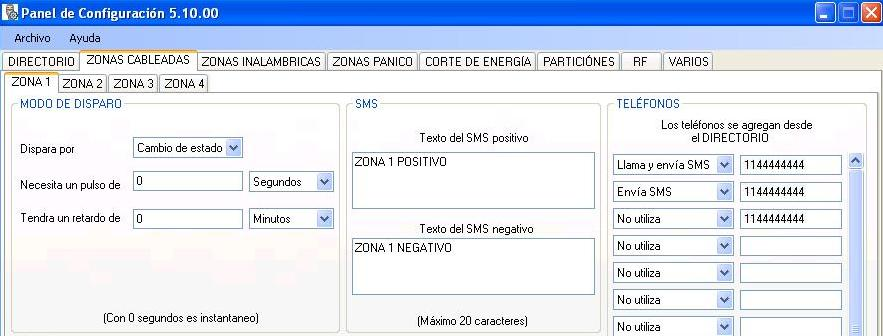 Panel de Configuración 5.10.00
Archivo Ayuda
DIRECTORIO ZONAS CABLEADAS ZONAS INALAMBRICAS ZONAS PANICO CORTE DE ENERGÍA PARTICIÓNES RF VARIOS
ZONA 1 ZONA 2 ZONA 3 ZONA 4
MODO DE DISPARO
Dispara por Cambio de estado
Necesita un pulso de 0 Segundos
Tendra un retardo de 0 Minutos
(Con 0 segundos es instantaneo)
SMS
Texto del SMS positivo
ZONA 1 POSITIVO
Texto del SMS negativo
ZONA 1 NEGATIVO
(Máximo 20 caracteres)
TELÉFONOS
Los teléfonos se agregan desde
el DIRECTORIO
Llama y envía SMS 1144444444
Envía SMS 1144444444
No utiliza 1144444444
No utiliza
No utiliza
No utiliza
No utiliza